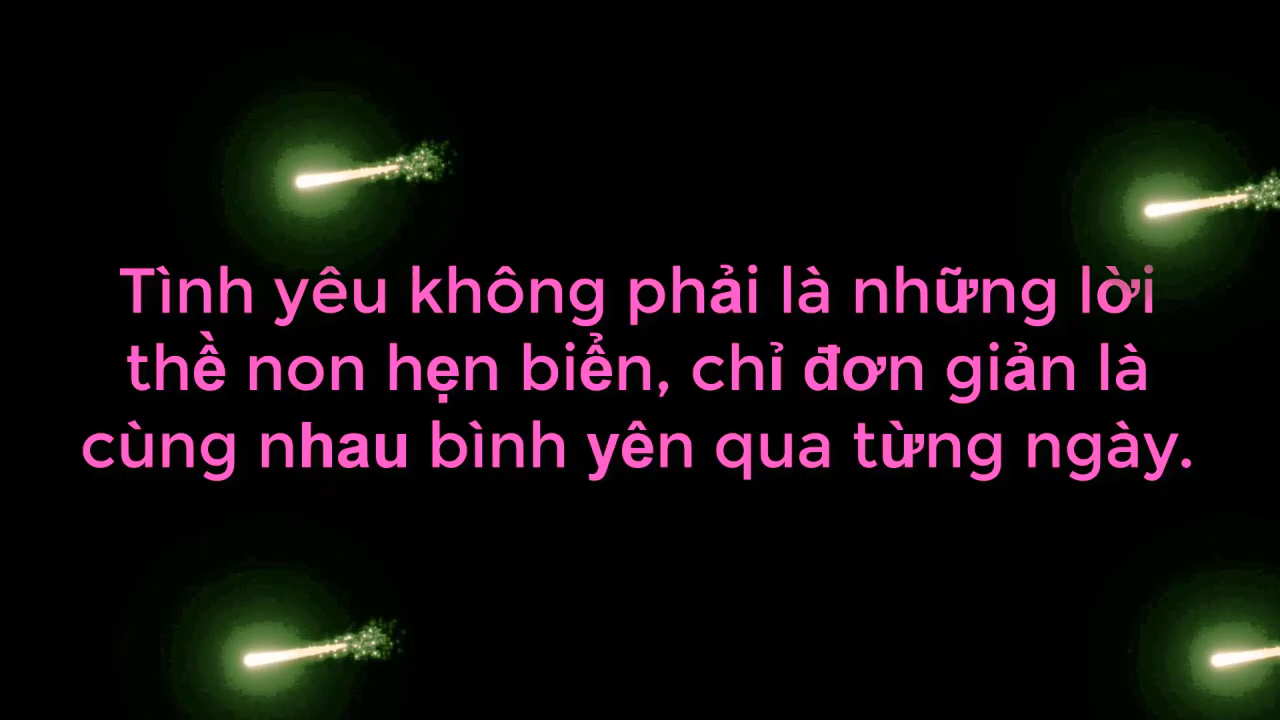 Tình yêu không phải là những lời
thề non hẹn biển, chỉ đơn giản là
cùng nhau bình yên qua từng ngày.